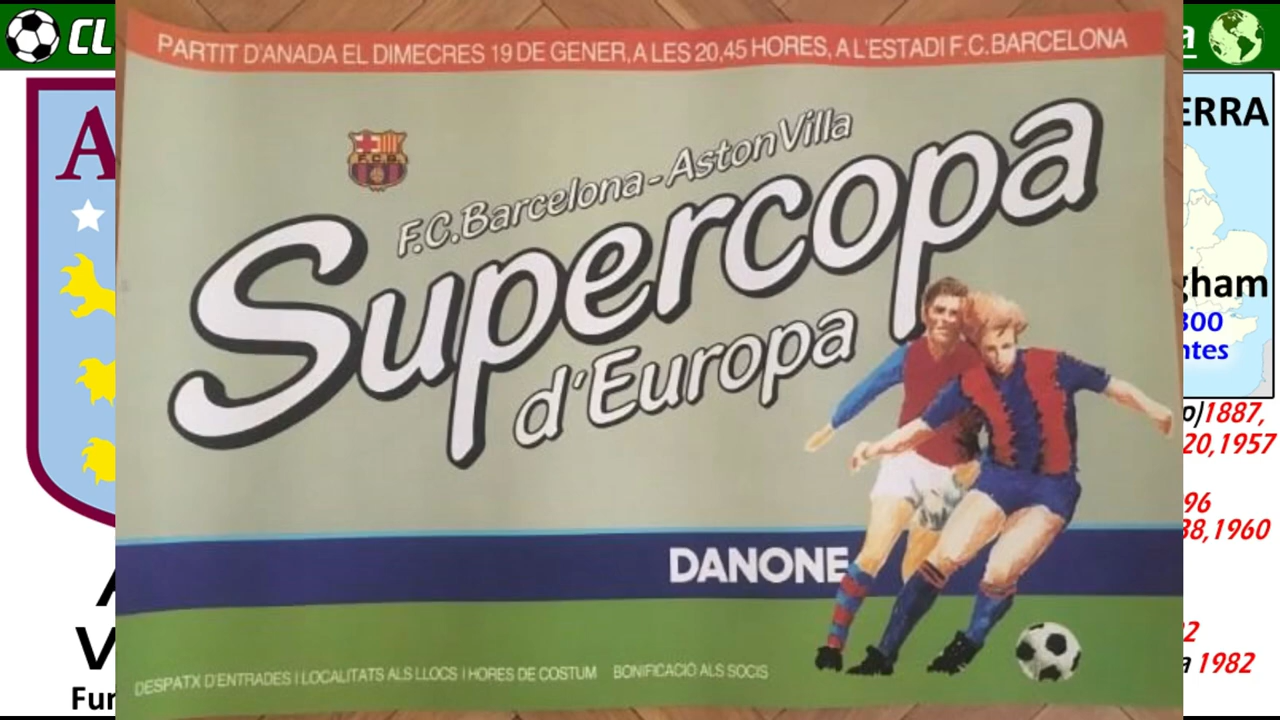 CL
PARTIT D'ANADA EL DIMECRES 19 DE GENER, A LES 20,45 HORES, A L'ESTADI F.C. BARCELONA
a
A
F.C.B.
F.C.Barcelona-Aston Villa
Supercopa
d'Europa
ERRA
gham
300
ntes
o)1887,
20,1957
96
38,1960
DANONE
A
V
2
a 1982
Fur
DESPATX D'ENTRADES I LOCALITATS ALS LLOCS I HORES DE COSTUM BONIFICACIÓ ALS SOCIS